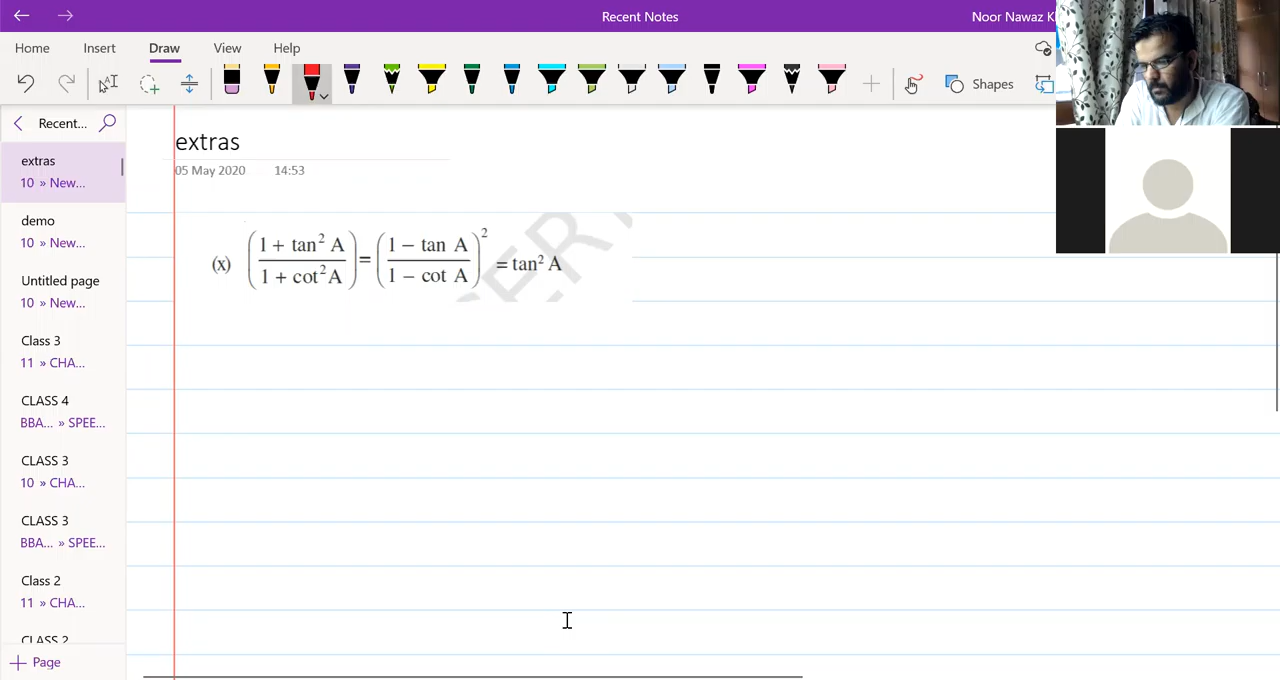 Recent Notes
Noor Nawaz K
Home Insert Draw View Help
Shapes
Recent...
extras
10 » New...
demo
10 » New...
Untitled page
10 » New...
Class 3
11 » CHA...
CLASS 4
BBA... » SPEE...
CLASS 3
10 » CHA...
CLASS 3
BBA... » SPEE...
Class 2
11 » CHA...
CLASS 2
+ Page
extras
05 May 2020 14:53
(x) ((1 + tan² A)/(1 + cot² A)) = ((1 − tan A)/(1 − cot A))² = tan² A